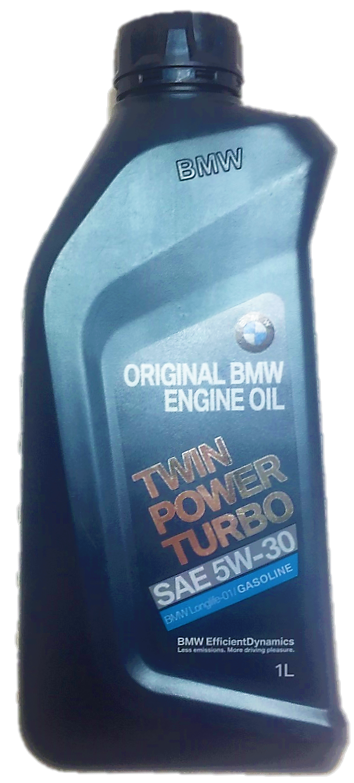 BMW
ORIGINAL BMW
ENGINE OIL
TWIN
POWER
TURBO
SAE 5W-30
BMW Longlife-01/GASOLINE
BMW EfficientDynamics
Less emissions. More driving pleasure.
1L